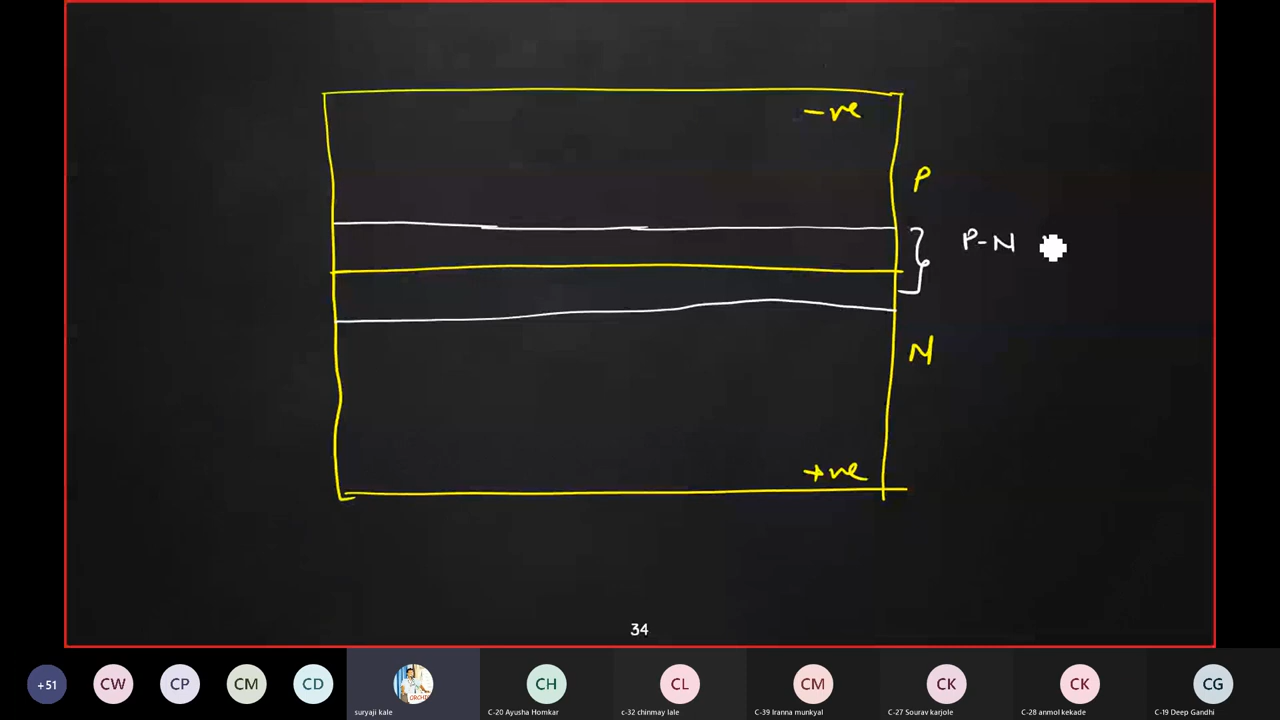 -ve
P
P-N
N
+ve
34
+51
CW
CP
CM
CD
ORCHID
suryaji kale
CH
C-20 Ayusha Homkar
CL
c-32 chinmay lale
CM
C-39 Iranna munkyal
CK
C-27 Sourav karjole
CK
C-28 anmol kekade
CG
C-19 Deep Gandhi